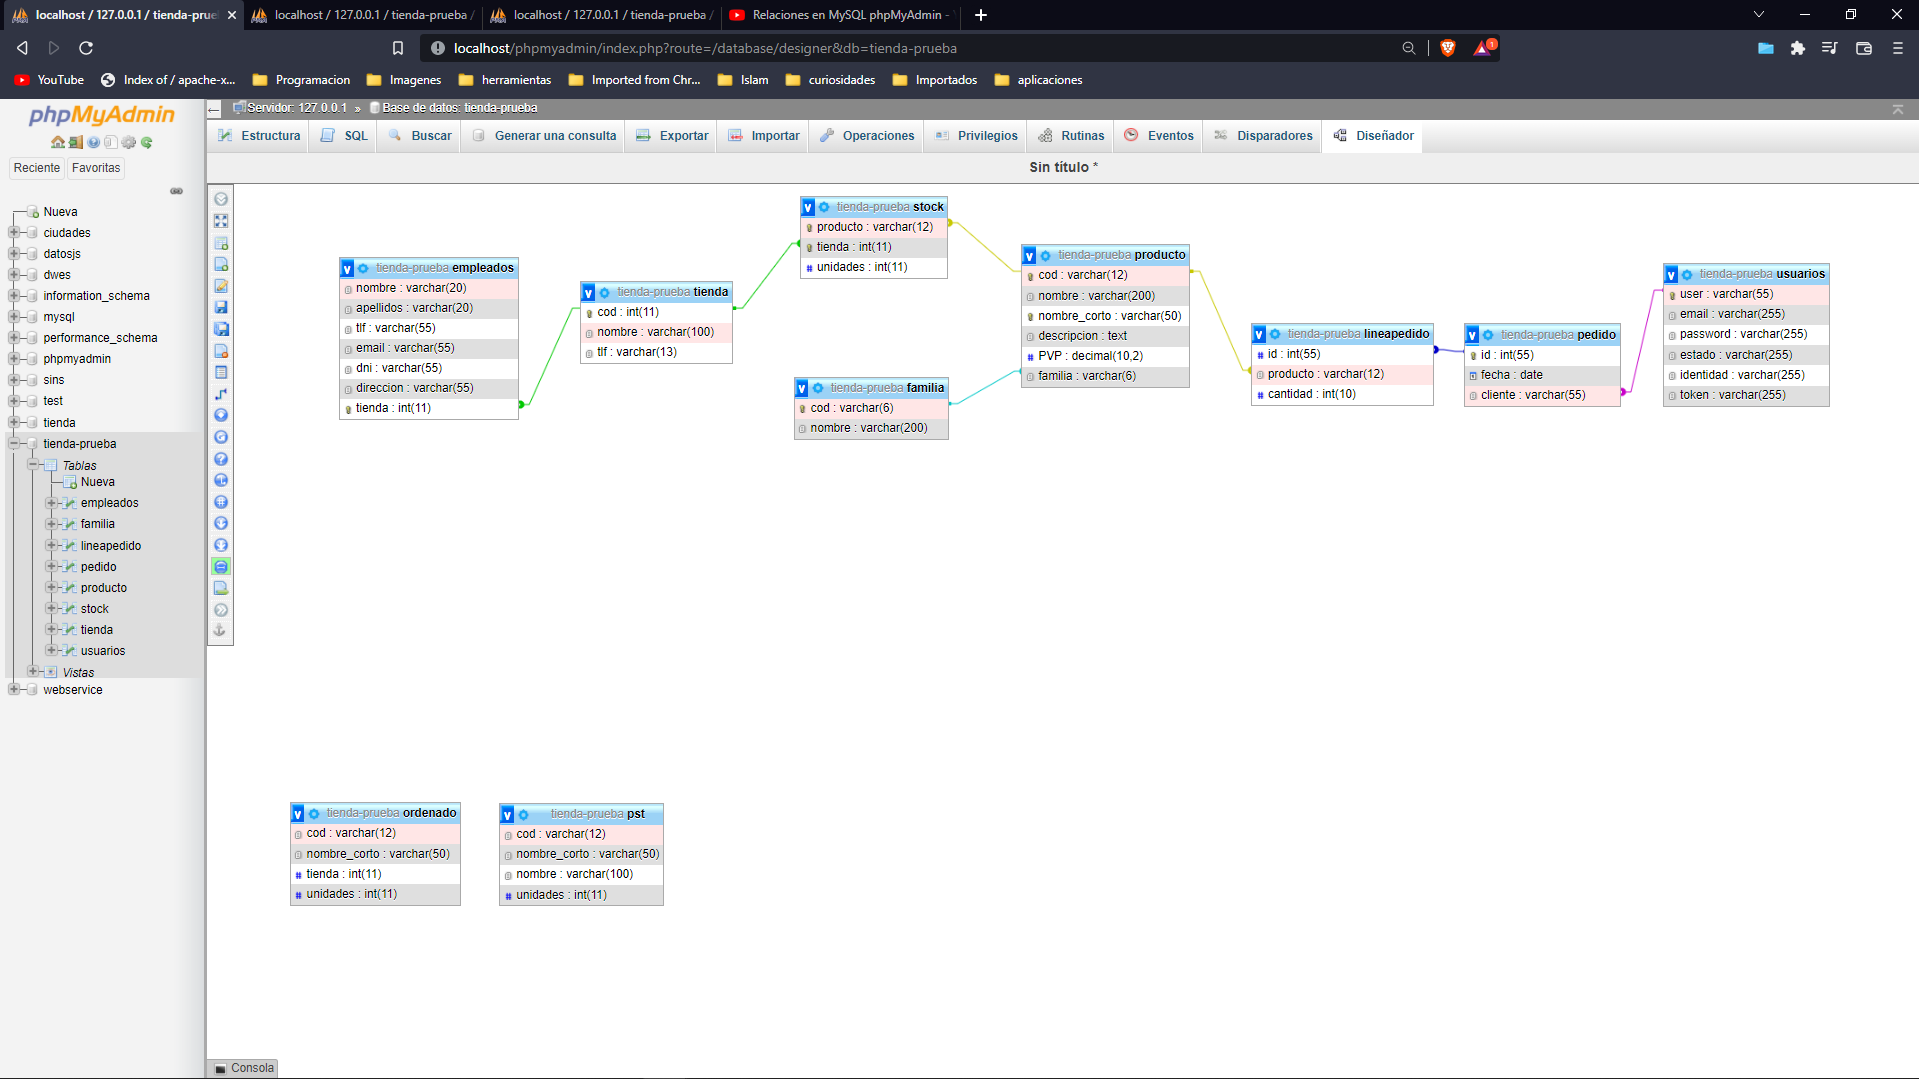 localhost / 127.0.0.1 / tienda-prue
localhost / 127.0.0.1 / tienda-prueba /
localhost / 127.0.0.1 / tienda-prueba /
Relaciones en MySQL phpMyAdmin -
localhost/phpmyadmin/index.php?route=/database/designer&db=tienda-prueba
1
YouTube
Index of / apache-x...
Programacion
Imagenes
herramientas
Imported from Chr...
Islam
curiosidades
Importados
aplicaciones
phpMyAdmin
Servidor: 127.0.0.1 » Base de datos: tienda-prueba
Estructura
SQL
Buscar
Generar una consulta
Exportar
Importar
Operaciones
Privilegios
Rutinas
Eventos
Disparadores
Diseñador
Reciente
Favoritas
Sin título *
Nueva
ciudades
datosjs
dwes
information_schema
mysql
performance_schema
phpmyadmin
sins
test
tienda
tienda-prueba
Tablas
Nueva
empleados
familia
lineapedido
pedido
producto
stock
tienda
usuarios
Vistas
webservice
v tienda-prueba empleados
nombre : varchar(20)
apellidos : varchar(20)
tlf : varchar(55)
email : varchar(55)
dni : varchar(55)
direccion : varchar(55)
tienda : int(11)
v tienda-prueba tienda
cod : int(11)
nombre : varchar(100)
tlf : varchar(13)
v tienda-prueba stock
producto : varchar(12)
tienda : int(11)
# unidades : int(11)
v tienda-prueba familia
cod : varchar(6)
nombre : varchar(200)
v tienda-prueba producto
cod : varchar(12)
nombre : varchar(200)
nombre_corto : varchar(50)
descripcion : text
# PVP : decimal(10,2)
familia : varchar(6)
v tienda-prueba lineapedido
# id : int(55)
producto : varchar(12)
# cantidad : int(10)
v tienda-prueba pedido
id : int(55)
fecha : date
cliente : varchar(55)
v tienda-prueba usuarios
user : varchar(55)
email : varchar(255)
password : varchar(255)
estado : varchar(255)
identidad : varchar(255)
token : varchar(255)
v tienda-prueba ordenado
cod : varchar(12)
nombre_corto : varchar(50)
# tienda : int(11)
# unidades : int(11)
v tienda-prueba pst
cod : varchar(12)
nombre_corto : varchar(50)
nombre : varchar(100)
# unidades : int(11)
Consola